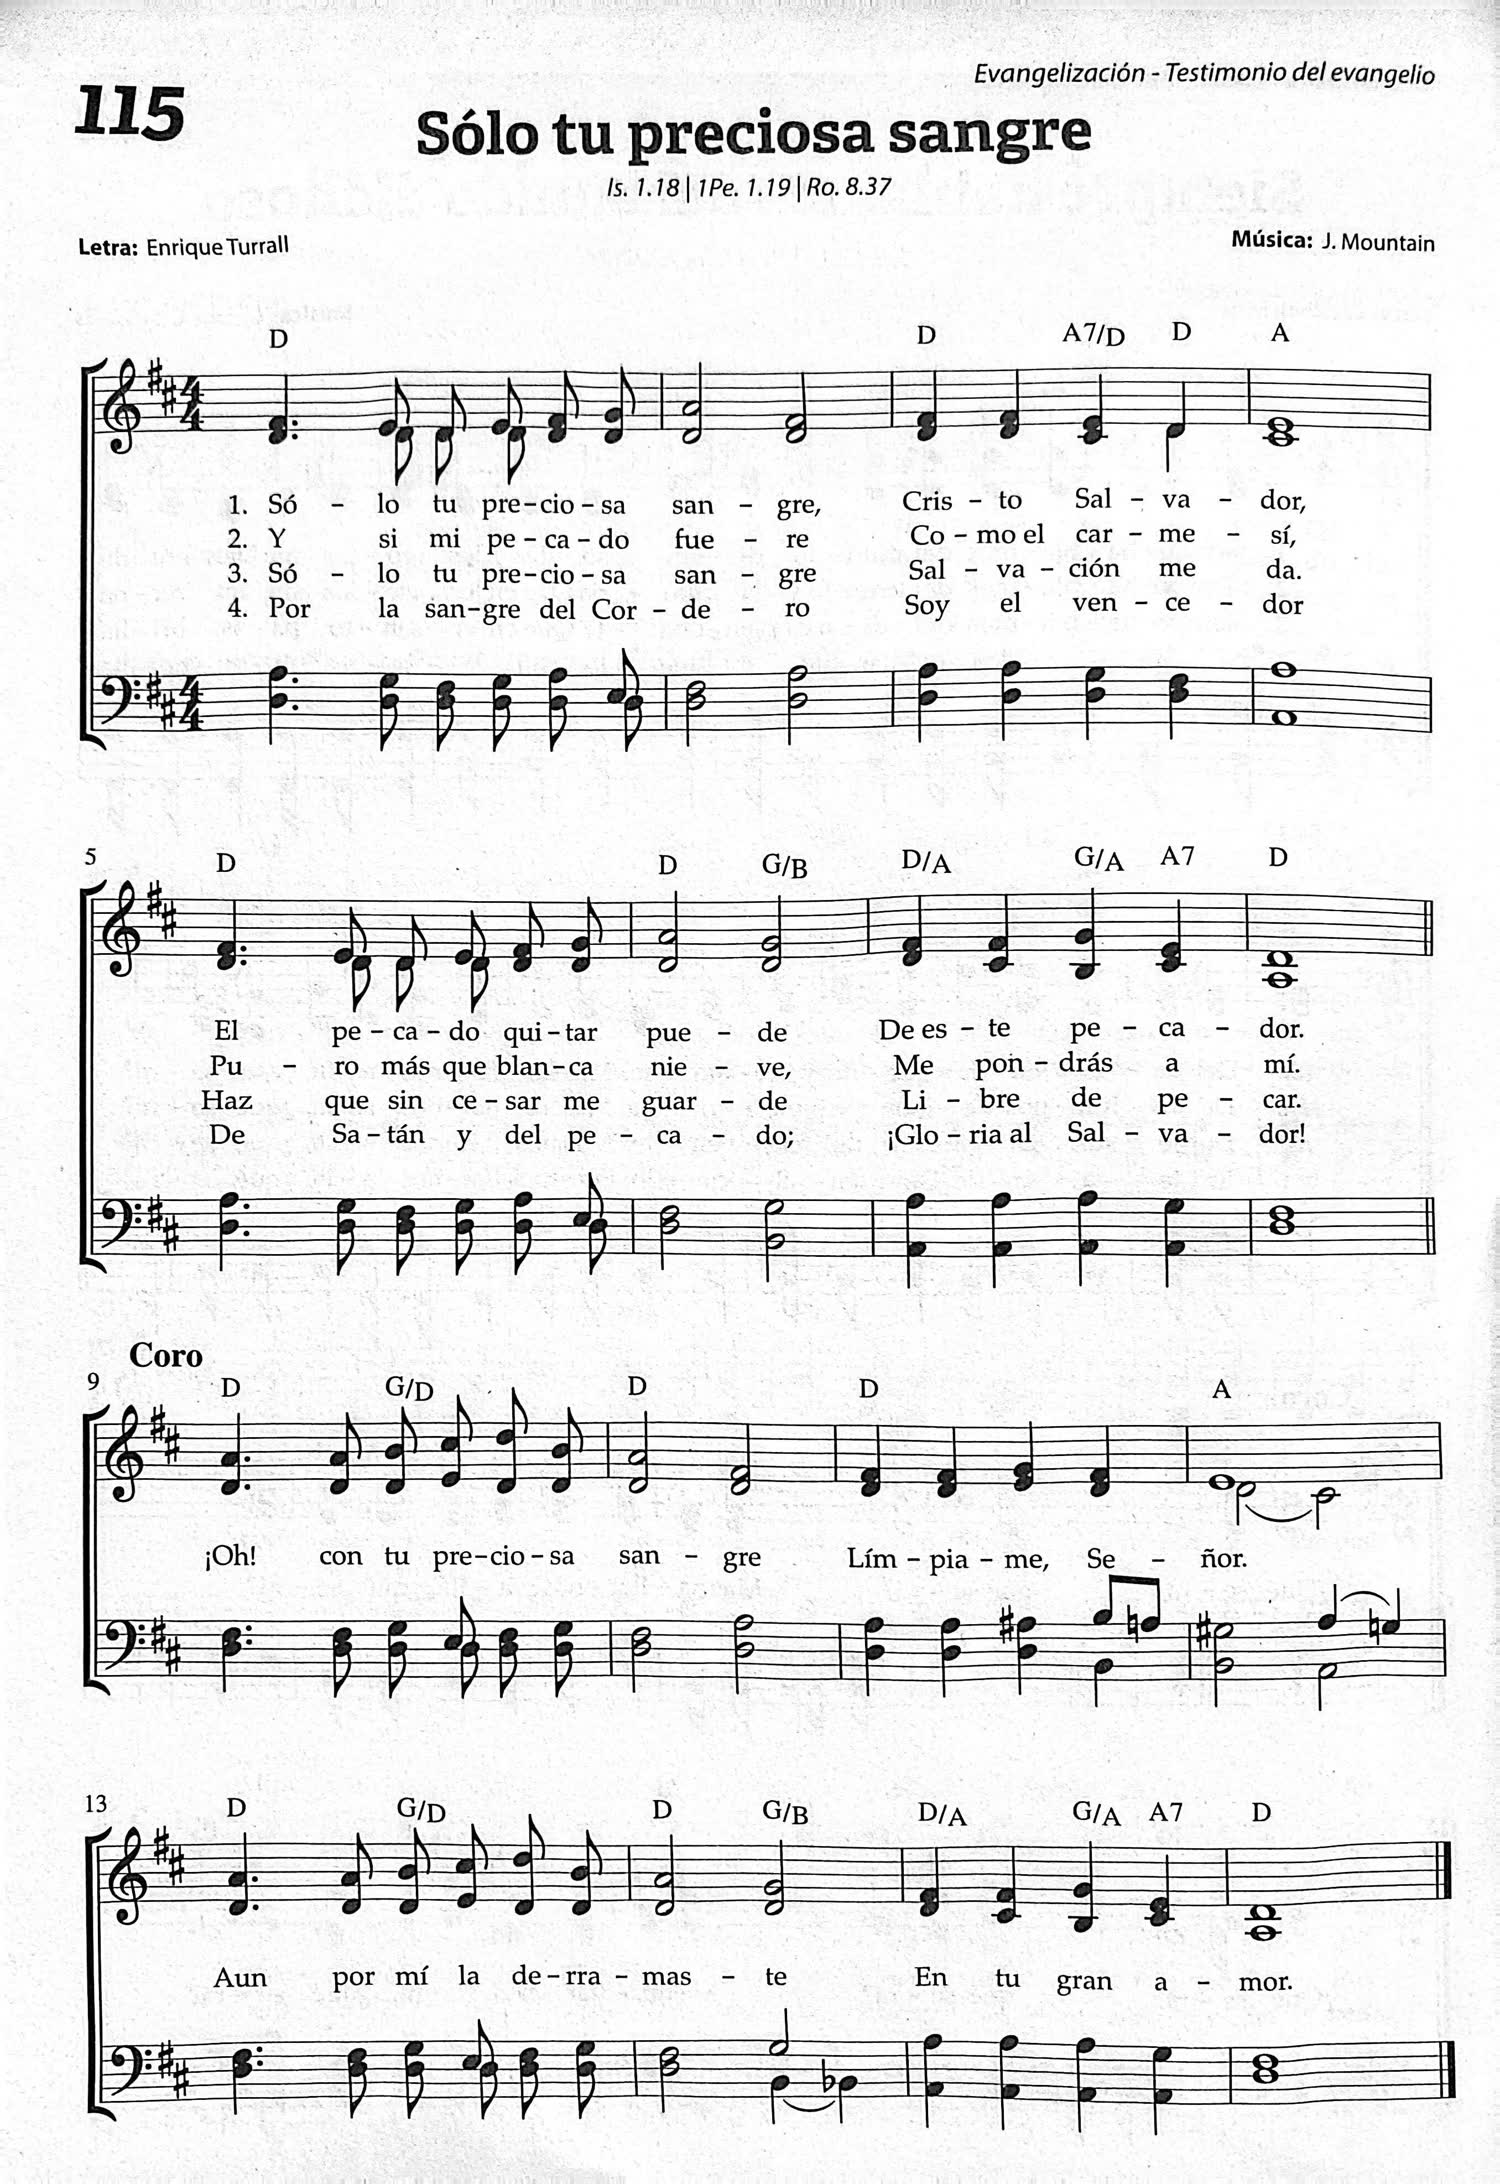 Evangelización - Testimonio del evangelio
115
Sólo tu preciosa sangre
Is. 1.18 | 1Pe. 1.19 | Ro. 8.37
Letra: Enrique Turrall
Música: J. Mountain
D D A7/D D A
1. Só – lo tu pre–cio–sa san – gre, Cris – to Sal – va – dor,
2. Y si mi pe – ca – do fue – re Co – mo el car – me – sí,
3. Só – lo tu pre–cio–sa san – gre Sal – va – ción me da.
4. Por la san–gre del Cor – de – ro Soy el ven – ce – dor
5 D D G/B D/A G/A A7 D
El pe – ca – do qui – tar pue – de De es – te pe – ca – dor.
Pu – ro más que blan–ca nie – ve, Me pon – drás a mí.
Haz que sin ce – sar me guar – de Li – bre de pe – car.
De Sa – tán y del pe – ca – do; ¡Glo – ria al Sal – va – dor!
Coro
9 D G/D D D A
¡Oh! con tu pre–cio–sa san – gre Lím – pia – me, Se – ñor.
13 D G/D D G/B D/A G/A A7 D
Aun por mí la de–rra – mas – te En tu gran a – mor.